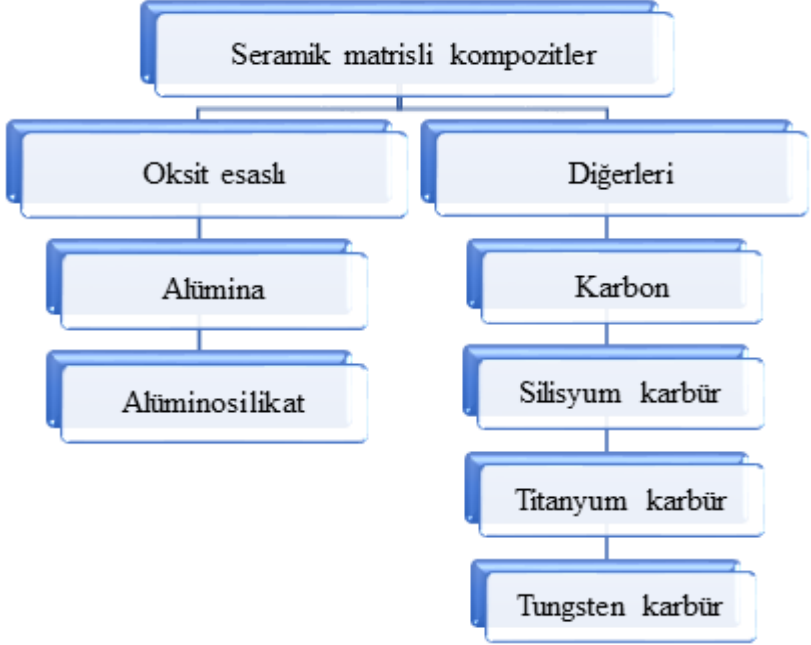 Seramik matrisli kompozitler
Oksit esaslı
Diğerleri
Alümina
Karbon
Alüminosilikat
Silisyum karbür
Titanyum karbür
Tungsten karbür